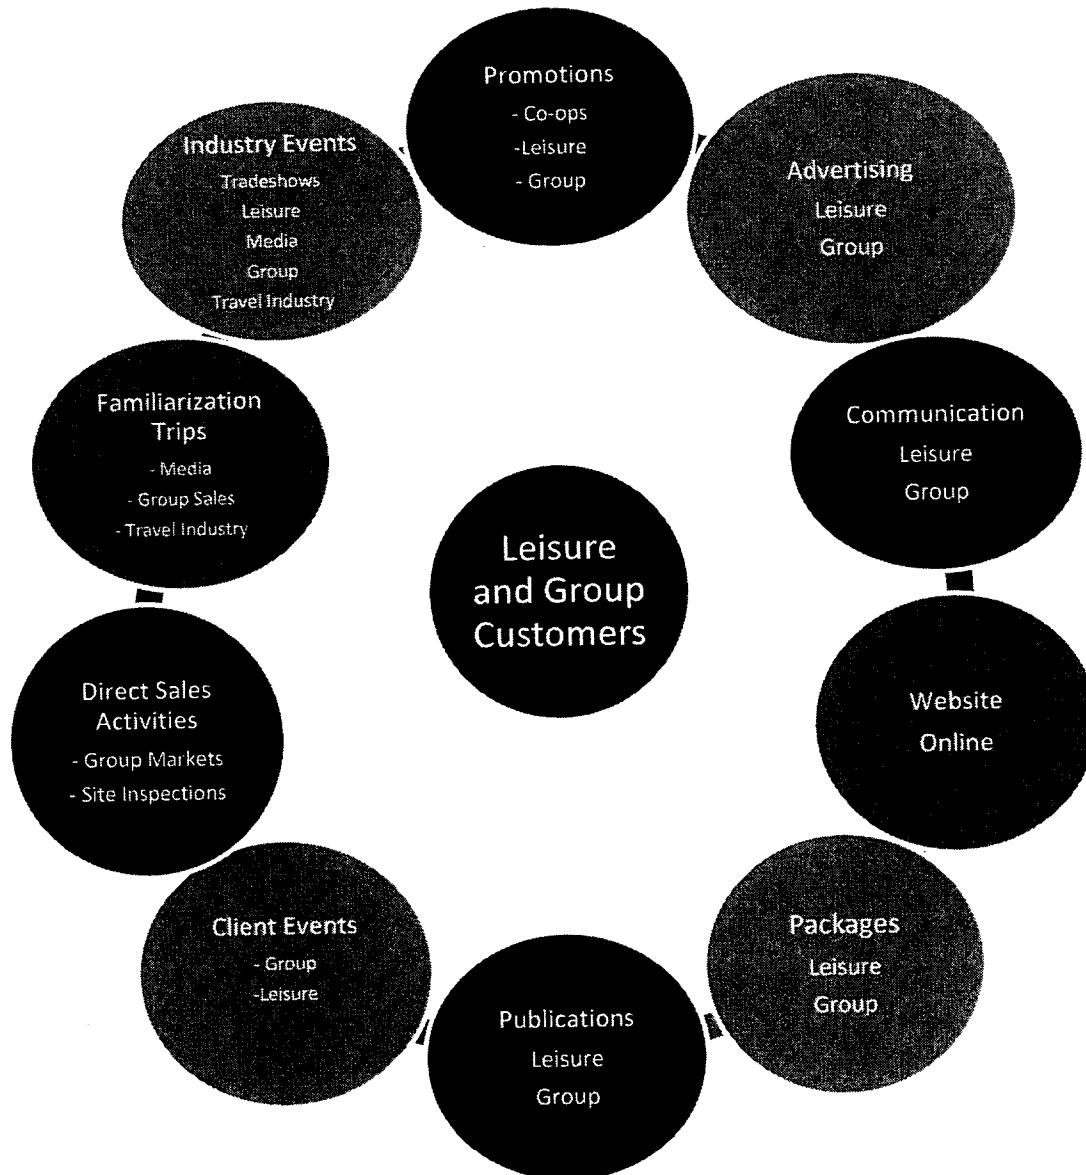 Promotions
- Co-ops
-Leisure
- Group
Advertising
Leisure
Group
Communication
Leisure
Group
Website
Online
Packages
Leisure
Group
Publications
Leisure
Group
Client Events
- Group
-Leisure
Direct Sales
Activities
- Group Markets
- Site Inspections
Familiarization
Trips
- Media
- Group Sales
- Travel Industry
Industry Events
Tradeshows
Leisure
Media
Group
Travel Industry
Leisure
and Group
Customers